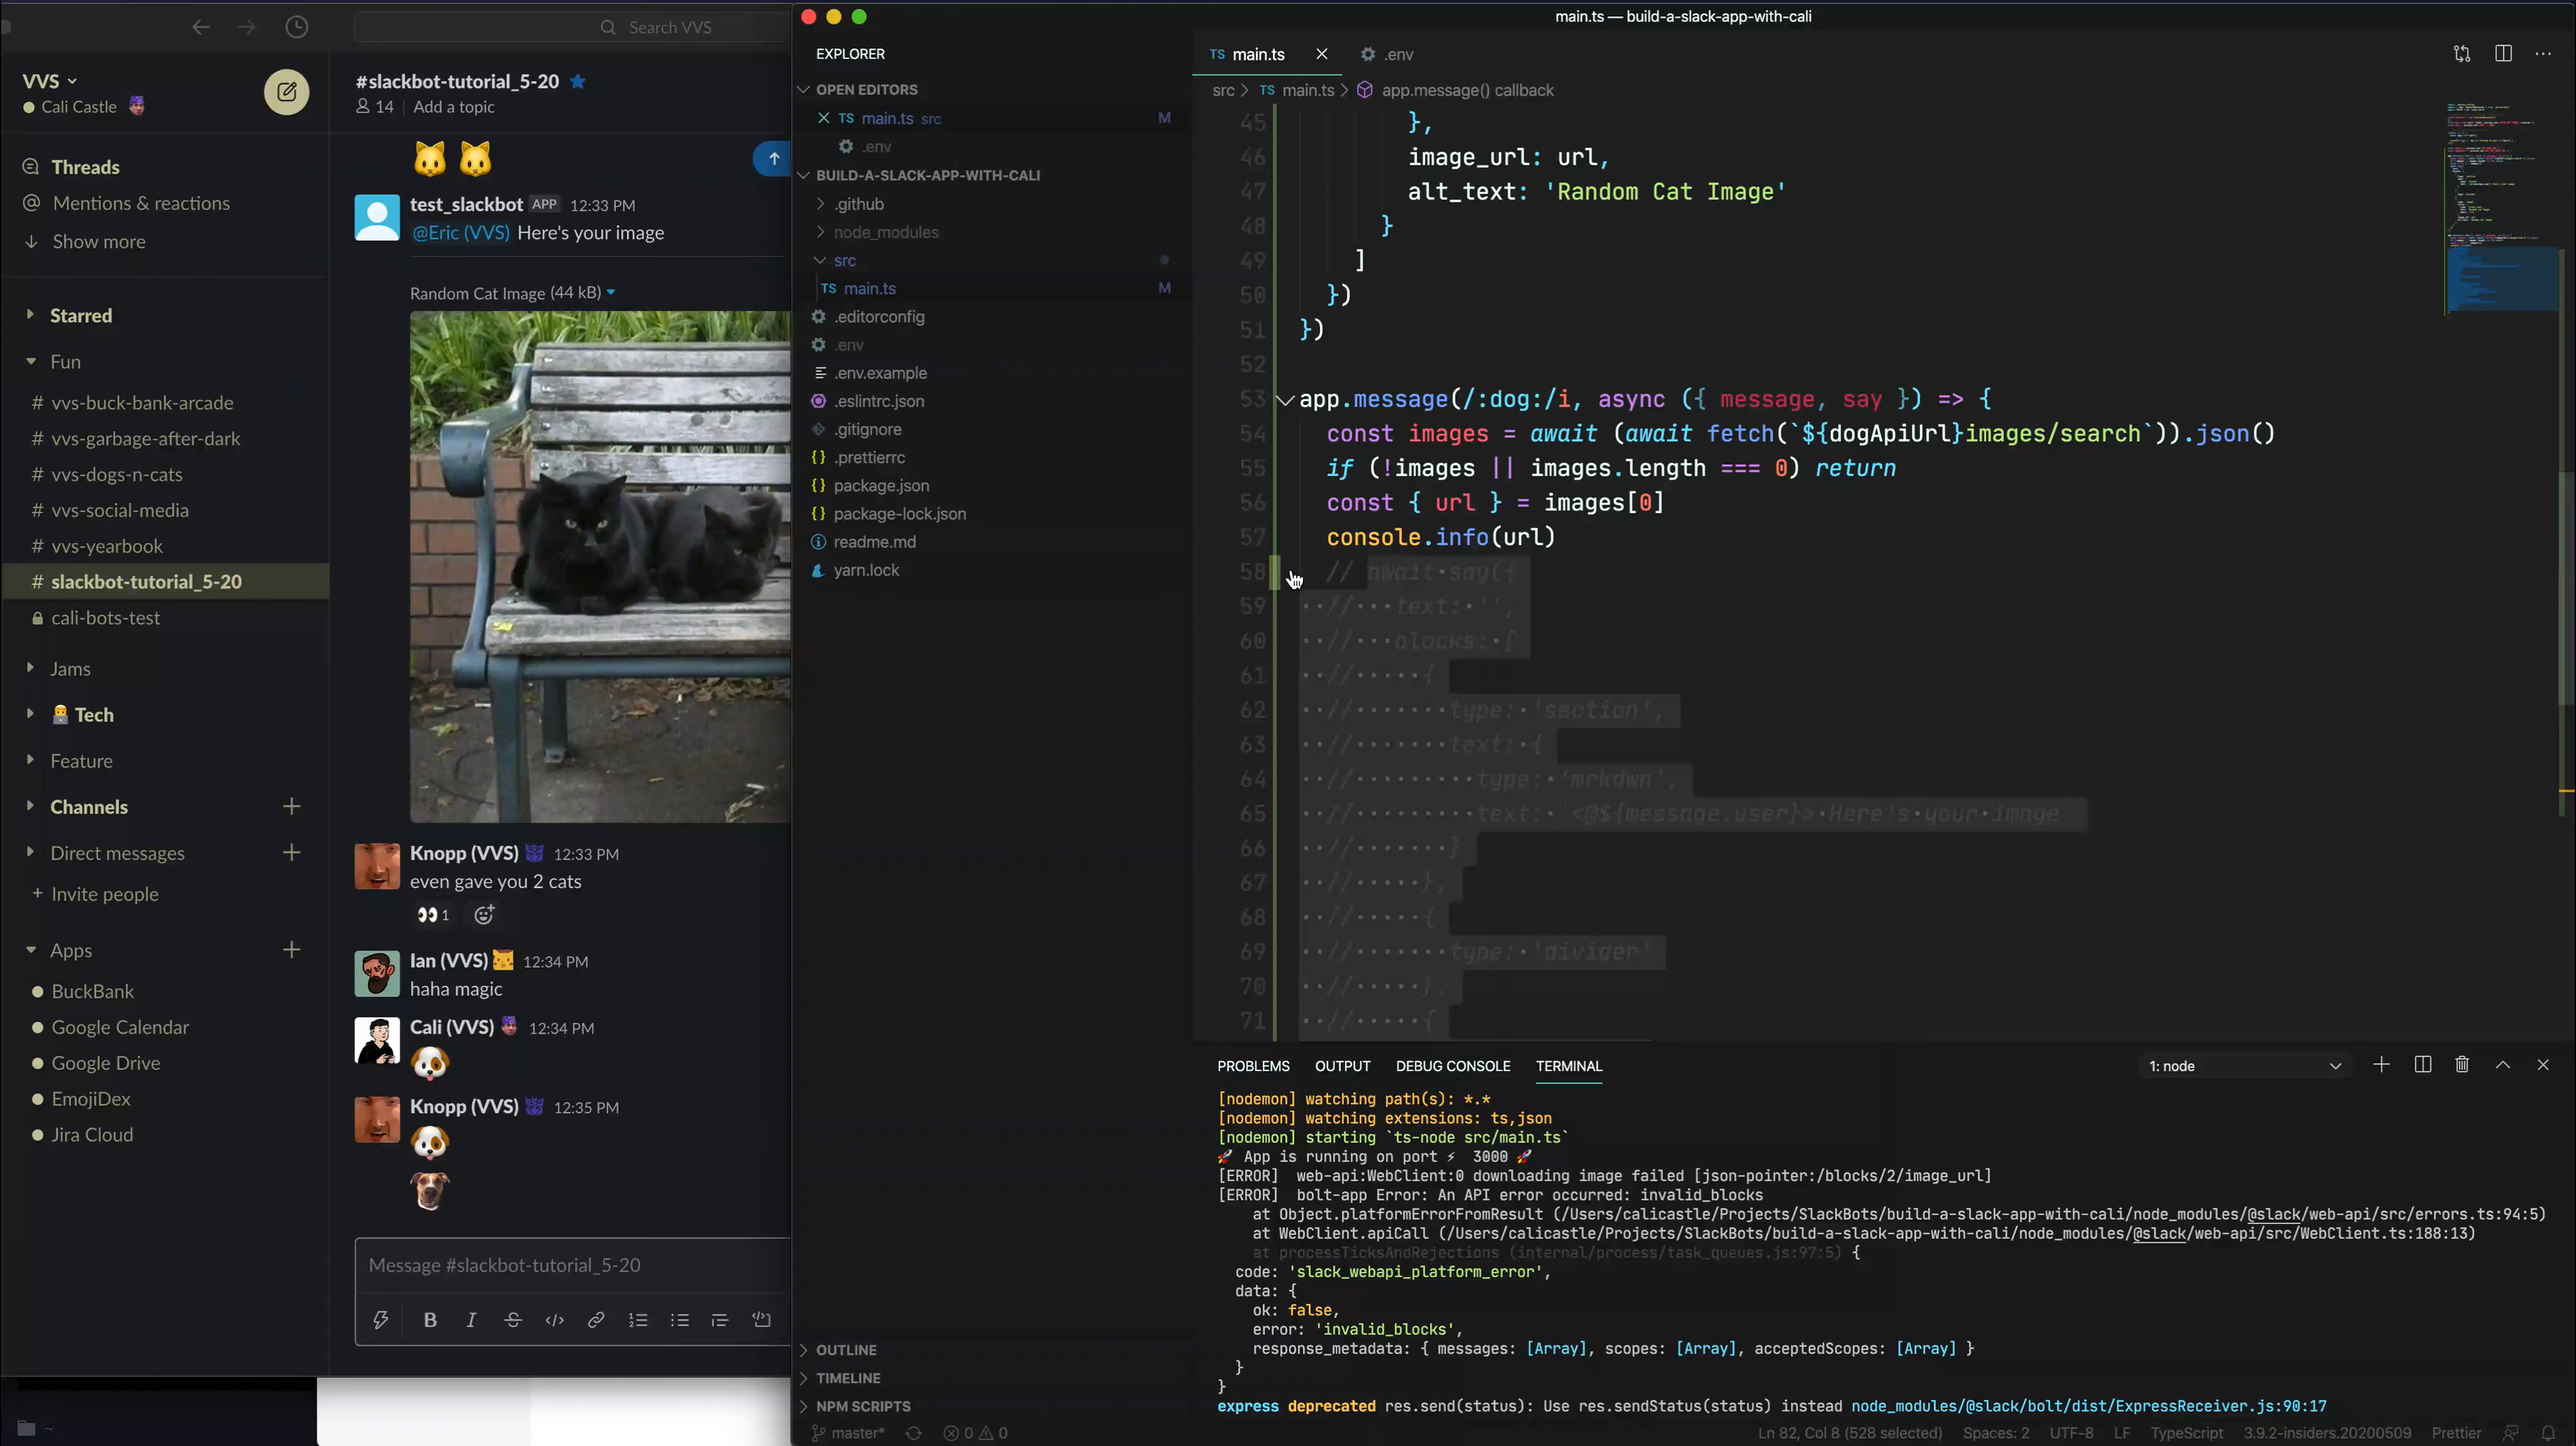 Search VVS
VVS
Cali Castle
Threads
Mentions & reactions
Show more
Starred
Fun
# vvs-buck-bank-arcade
# vvs-garbage-after-dark
# vvs-dogs-n-cats
# vvs-social-media
# vvs-yearbook
# slackbot-tutorial_5-20
cali-bots-test
Jams
Tech
Feature
Channels
Direct messages
+ Invite people
Apps
BuckBank
Google Calendar
Google Drive
EmojiDex
Jira Cloud
~
#slackbot-tutorial_5-20
14 | Add a topic
test_slackbot APP 12:33 PM
@Eric (VVS) Here's your image
Random Cat Image (44 kB)
Knopp (VVS) 12:33 PM
even gave you 2 cats
1
Ian (VVS) 12:34 PM
haha magic
Cali (VVS) 12:34 PM
Knopp (VVS) 12:35 PM
Message #slackbot-tutorial_5-20
main.ts — build-a-slack-app-with-cali
EXPLORER
OPEN EDITORS
TS main.ts src M
.env
BUILD-A-SLACK-APP-WITH-CALI
.github
node_modules
src
TS main.ts M
.editorconfig
.env
.env.example
.eslintrc.json
.gitignore
.prettierrc
{} package.json
{} package-lock.json
readme.md
yarn.lock
OUTLINE
TIMELINE
NPM SCRIPTS
TS main.ts .env
src > TS main.ts > app.message() callback
45 },
46 image_url: url,
47 alt_text: 'Random Cat Image'
48 }
49 ]
50 })
51 })
52
53 app.message(/:dog:/i, async ({ message, say }) => {
54 const images = await (await fetch(`${dogApiUrl}images/search`)).json()
55 if (!images || images.length === 0) return
56 const { url } = images[0]
57 console.info(url)
58 // await say({
59 // text: '',
60 // blocks: [
61 // {
62 // type: 'section',
63 // text: {
64 // type: 'mrkdwn',
65 // text: `<@${message.user}> Here's your image
66 // }
67 // },
68 // {
69 // type: 'divider'
70 // },
71 // {
PROBLEMS OUTPUT DEBUG CONSOLE TERMINAL 1: node
[nodemon] watching path(s): *.*
[nodemon] watching extensions: ts,json
[nodemon] starting `ts-node src/main.ts`
🚀 App is running on port ⚡ 3000 🚀
[ERROR] web-api:WebClient:0 downloading image failed [json-pointer:/blocks/2/image_url]
[ERROR] bolt-app Error: An API error occurred: invalid_blocks
at Object.platformErrorFromResult (/Users/calicastle/Projects/SlackBots/build-a-slack-app-with-cali/node_modules/@slack/web-api/src/errors.ts:94:5)
at WebClient.apiCall (/Users/calicastle/Projects/SlackBots/build-a-slack-app-with-cali/node_modules/@slack/web-api/src/WebClient.ts:188:13)
at processTicksAndRejections (internal/process/task_queues.js:97:5) {
code: 'slack_webapi_platform_error',
data: {
ok: false,
error: 'invalid_blocks',
response_metadata: { messages: [Array], scopes: [Array], acceptedScopes: [Array] }
}
}
express deprecated res.send(status): Use res.sendStatus(status) instead node_modules/@slack/bolt/dist/ExpressReceiver.js:90:17
master* 0 0 Ln 82, Col 8 (528 selected) Spaces: 2 UTF-8 LF TypeScript 3.9.2-insiders.20200509 Prettier